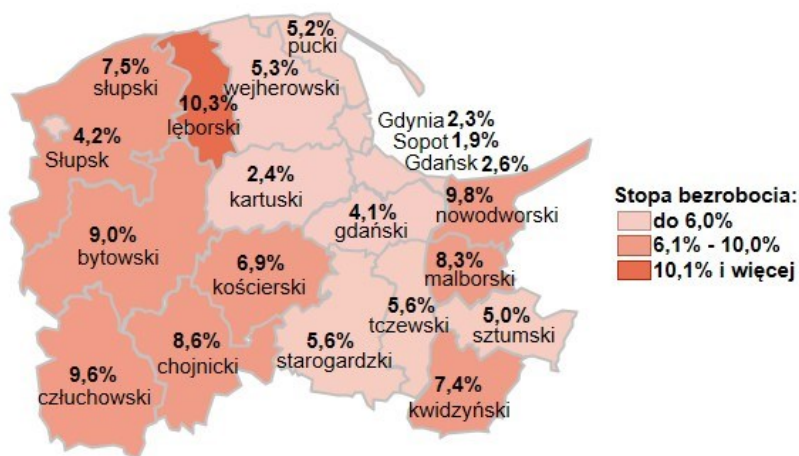 5,2%
pucki
7,5%
słupski
5,3%
wejherowski
10,3%
lęborski
4,2%
Słupsk
Gdynia 2,3%
Sopot 1,9%
Gdańsk 2,6%
2,4%
kartuski
4,1%
gdański
9,8%
nowodworski
9,0%
bytowski
6,9%
kościerski
8,3%
malborski
5,6%
tczewski
5,0%
sztumski
8,6%
chojnicki
5,6%
starogardzki
9,6%
człuchowski
7,4%
kwidzyński
Stopa bezrobocia:
do 6,0%
6,1% - 10,0%
10,1% i więcej